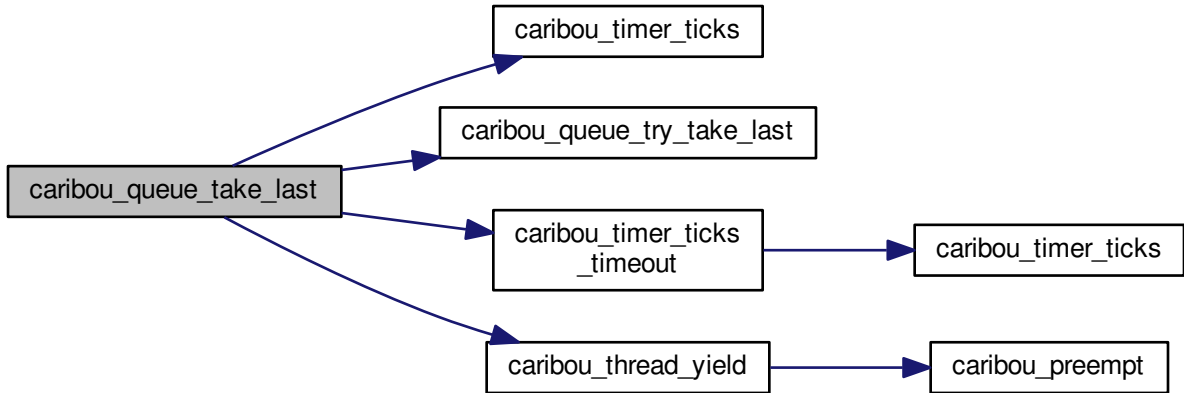 caribou_timer_ticks
caribou_queue_try_take_last
caribou_queue_take_last
caribou_timer_ticks
_timeout
caribou_timer_ticks
caribou_thread_yield
caribou_preempt